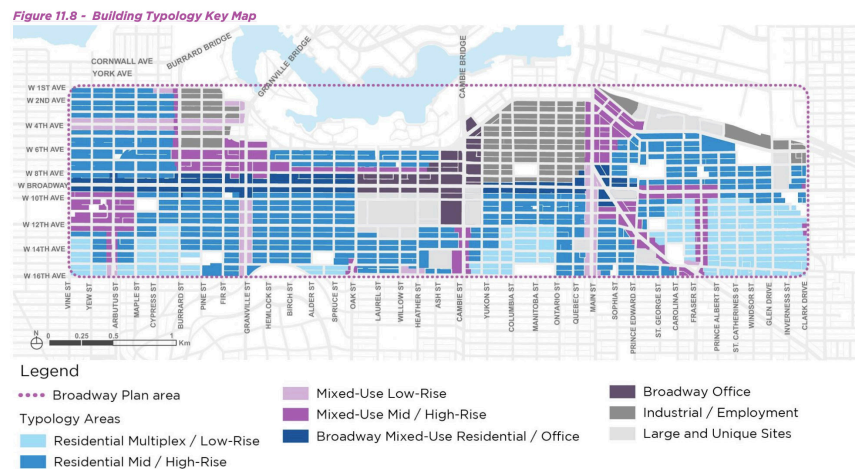 Figure 11.8 - Building Typology Key Map
CORNWALL AVE
YORK AVE
BURRARD BRIDGE
GRANVILLE BRIDGE
CAMBIE BRIDGE
W 1ST AVE
W 2ND AVE
W 4TH AVE
W 6TH AVE
W 8TH AVE
W BROADWAY
W 10TH AVE
W 12TH AVE
W 14TH AVE
W 16TH AVE
VINE ST
YEW ST
ARBUTUS ST
MAPLE ST
CYPRESS ST
BURRARD ST
PINE ST
FIR ST
GRANVILLE ST
HEMLOCK ST
BIRCH ST
ALDER ST
SPRUCE ST
OAK ST
LAUREL ST
WILLOW ST
HEATHER ST
ASH ST
CAMBIE ST
YUKON ST
COLUMBIA ST
MANITOBA ST
ONTARIO ST
QUEBEC ST
MAIN ST
SOPHIA ST
PRINCE EDWARD ST
ST. GEORGE ST
CAROLINA ST
FRASER ST
PRINCE ALBERT ST
ST. CATHERINES ST
WINDSOR ST
GLEN DRIVE
INVERNESS ST
CLARK DRIVE
N
0 0.25 0.5 1 Km
Legend
Broadway Plan area
Typology Areas
Residential Multiplex / Low-Rise
Residential Mid / High-Rise
Mixed-Use Low-Rise
Mixed-Use Mid / High-Rise
Broadway Mixed-Use Residential / Office
Broadway Office
Industrial / Employment
Large and Unique Sites